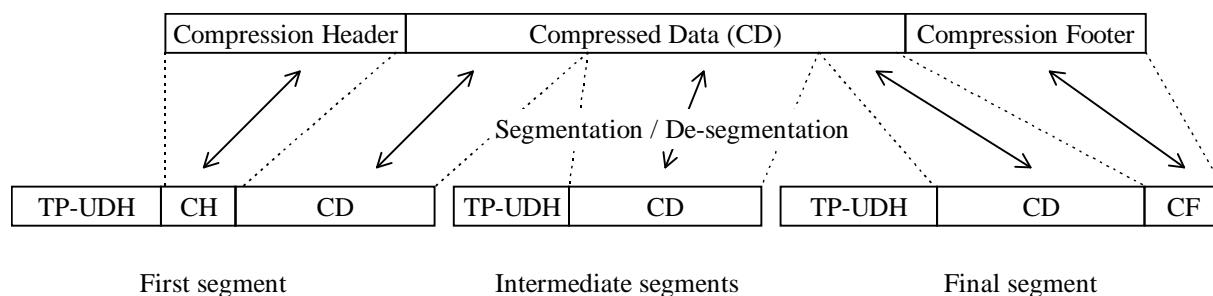 Compression Header Compressed Data (CD) Compression Footer
Segmentation / De-segmentation
TP-UDH CH CD TP-UDH CD TP-UDH CD CF
First segment Intermediate segments Final segment